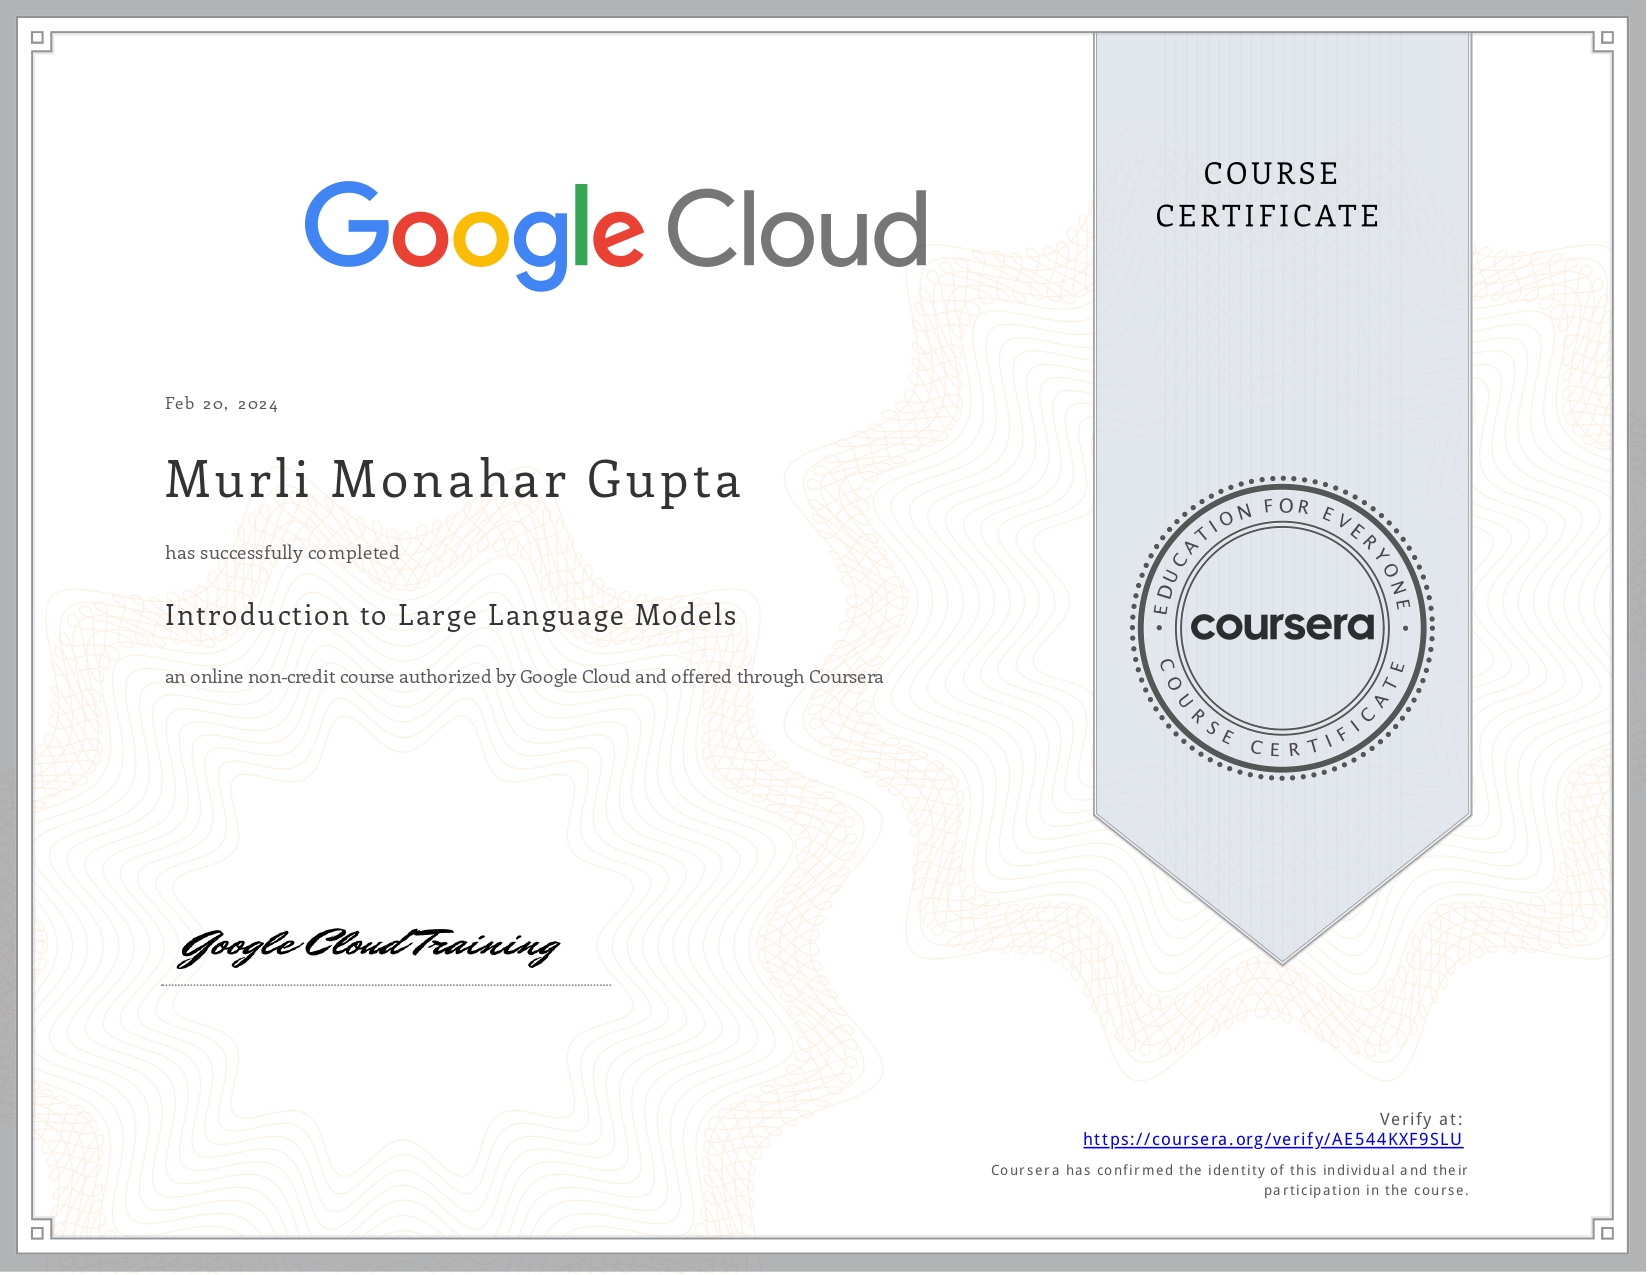 Google Cloud
COURSE
CERTIFICATE
Feb 20, 2024
Murli Monahar Gupta
has successfully completed
Introduction to Large Language Models
an online non-credit course authorized by Google Cloud and offered through Coursera
EDUCATION FOR EVERYONE
coursera
COURSE CERTIFICATE
Google Cloud Training
Verify at:
https://coursera.org/verify/AE544KXF9SLU
Coursera has confirmed the identity of this individual and their
participation in the course.